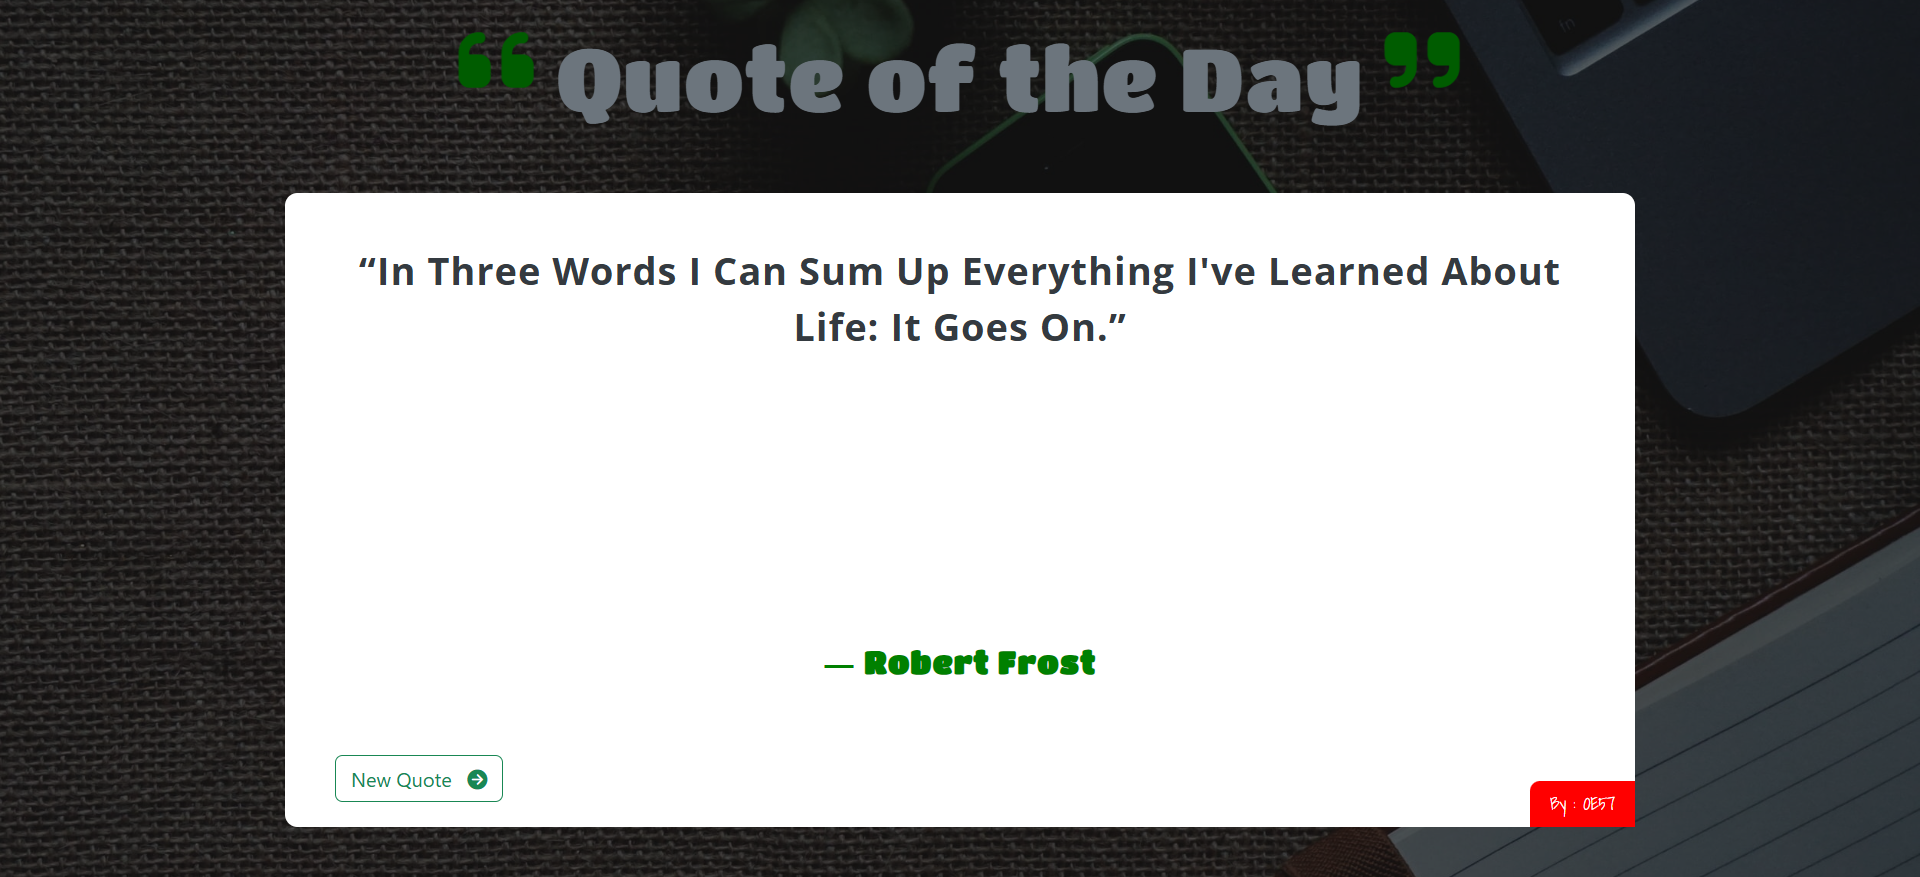 “ Quote of the Day ”
“In Three Words I Can Sum Up Everything I've Learned About
Life: It Goes On.”
— Robert Frost
New Quote
By : OE57
fn